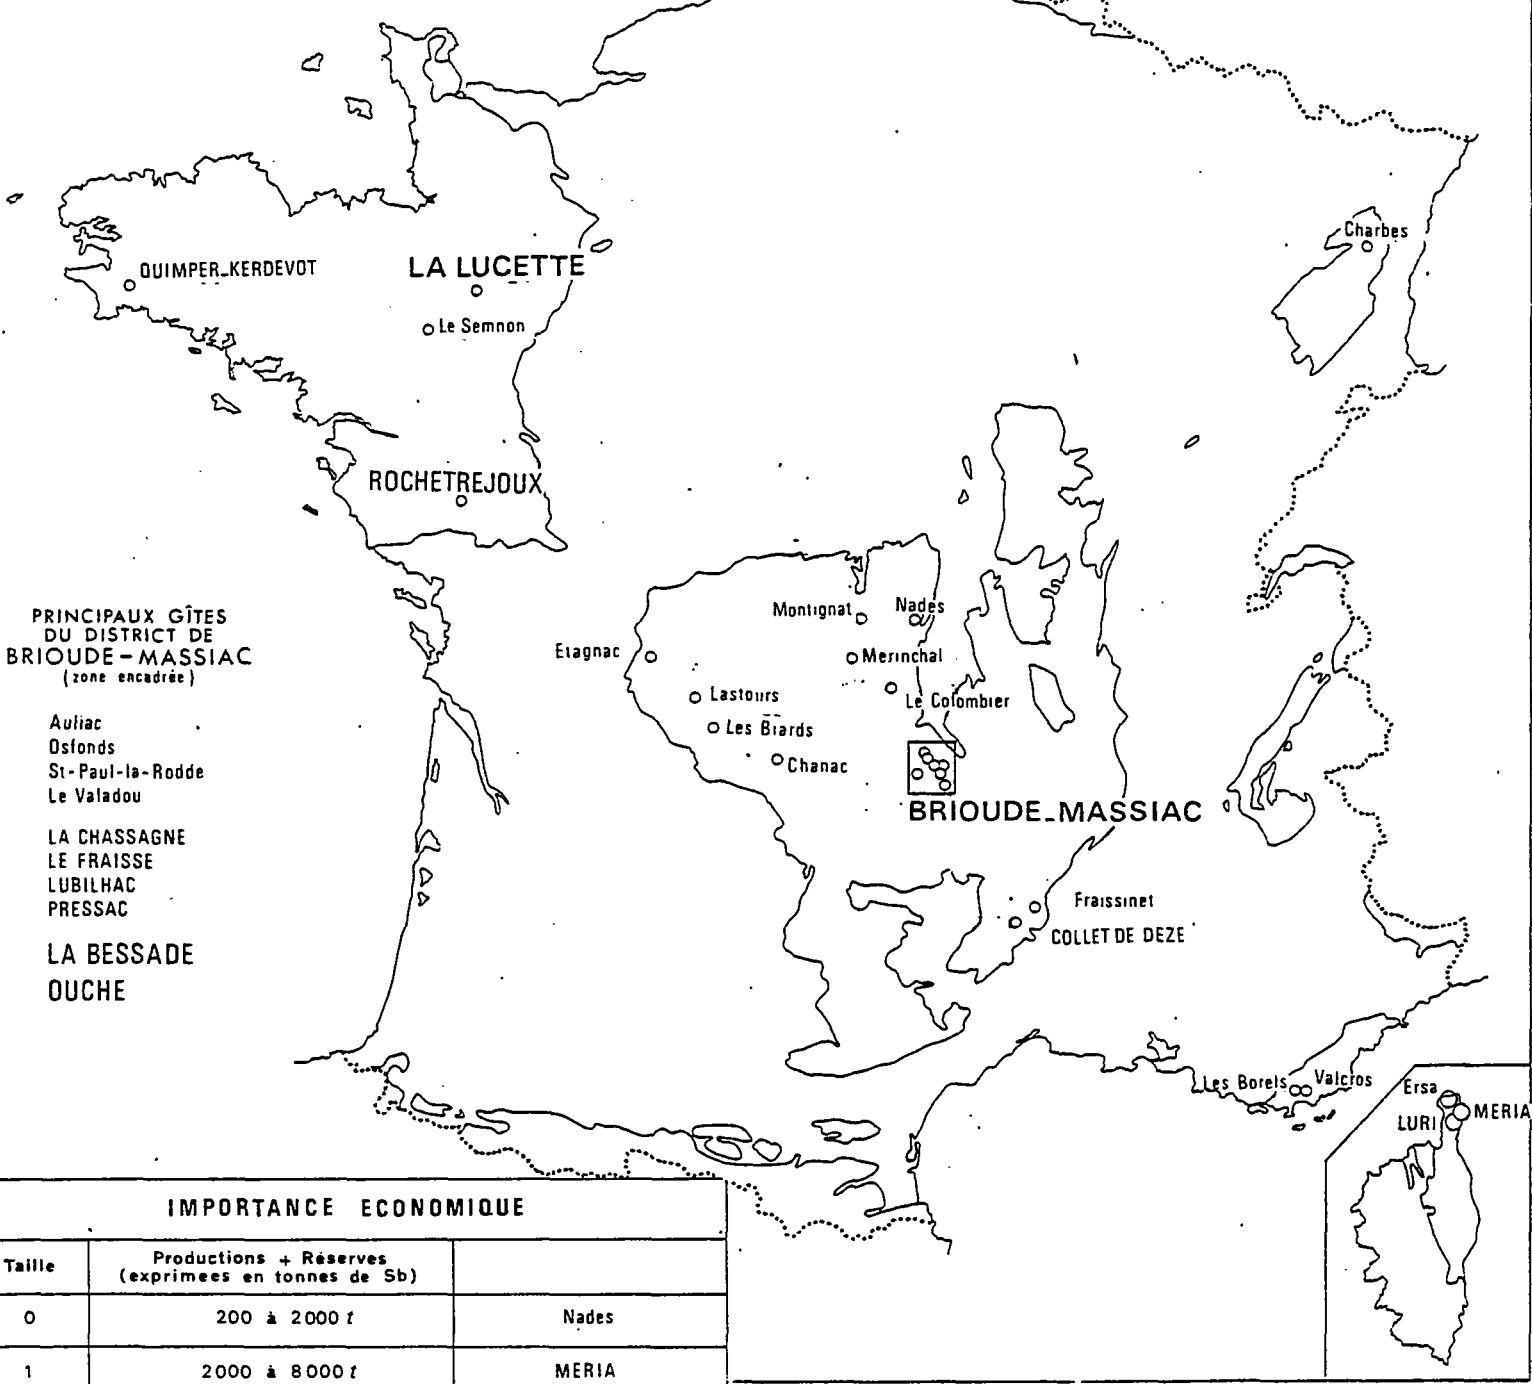 Charbes
QUIMPER_KERDEVOT
LA LUCETTE
Le Semnon
ROCHETREJOUX
Montignat
Nades
Etagnac
Merinchal
Lastours
Le Colombier
Les Biards
Chanac
BRIOUDE_MASSIAC
Fraissinet
COLLET DE DEZE
Les Borels
Valcros
Ersa
MERIA
LURI
PRINCIPAUX GÎTES
DU DISTRICT DE
BRIOUDE-MASSIAC
(zone encadrée)
Auliac
Osfonds
St-Paul-la-Rodde
Le Valadou
LA CHASSAGNE
LE FRAISSE
LUBILHAC
PRESSAC
LA BESSADE
OUCHE
IMPORTANCE ECONOMIQUE
Taille
Productions + Réserves
(exprimees en tonnes de Sb)
0 200 à 2000 t Nades
1 2000 à 8000 t MERIA